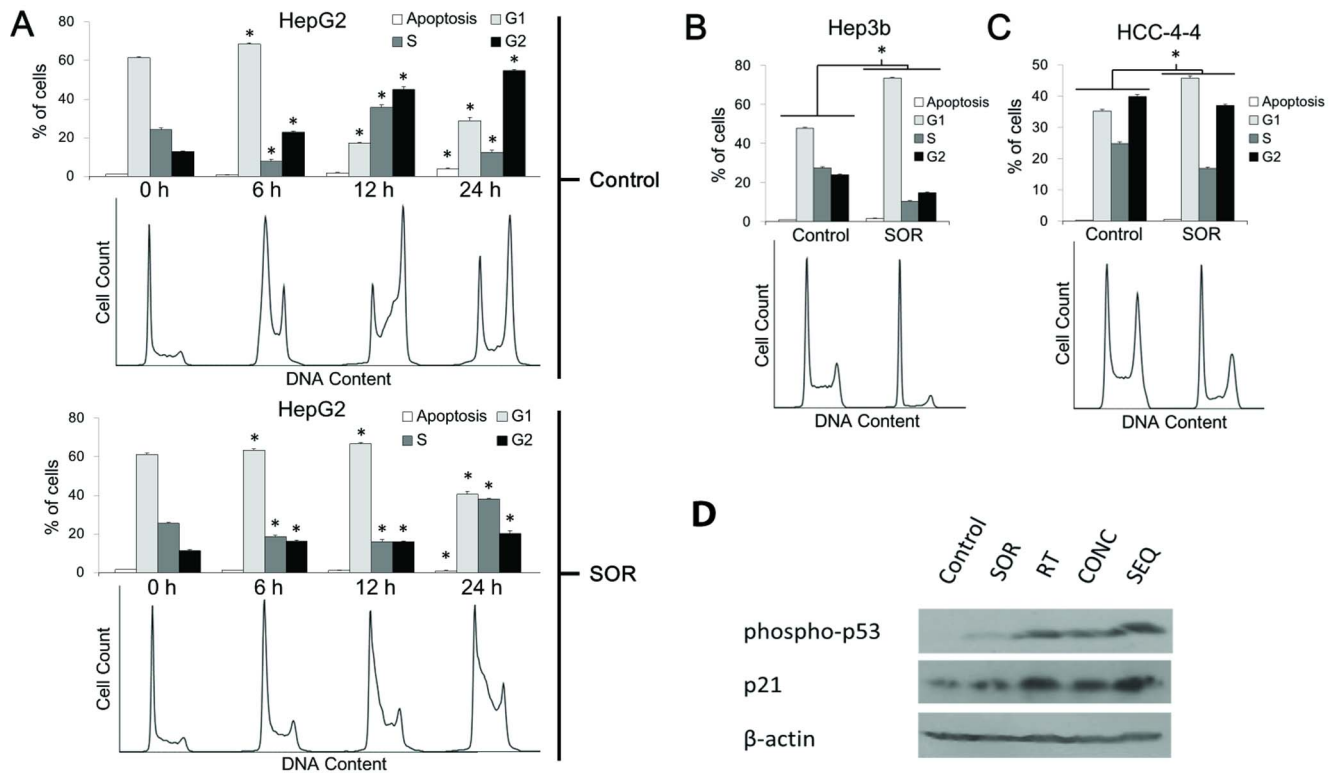 A
HepG2
Apoptosis G1
S G2
% of cells
80
60
40
20
0
* * * * * * * * * *
0 h 6 h 12 h 24 h
Control
Cell Count
DNA Content
HepG2
Apoptosis G1
S G2
% of cells
80
60
40
20
0
* * * * * * * * * *
0 h 6 h 12 h 24 h
SOR
Cell Count
DNA Content
B
Hep3b
*
% of cells
80
60
40
20
0
Apoptosis
G1
S
G2
Control SOR
Cell Count
DNA Content
C
HCC-4-4
*
% of cells
50
40
30
20
10
0
Apoptosis
G1
S
G2
Control SOR
Cell Count
DNA Content
D
Control SOR RT CONC SEQ
phospho-p53
p21
β-actin